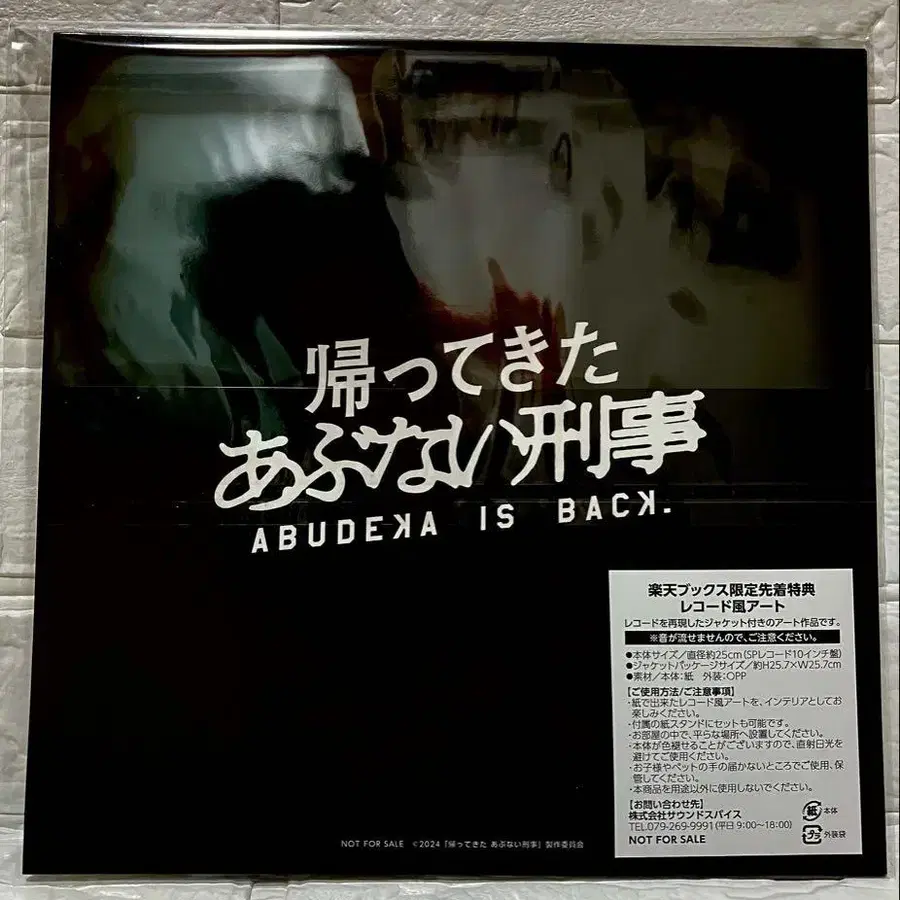 帰ってきた
あぶない刑事
ABUDEKA IS BACK.
楽天ブックス限定先着特典
レコード風アート
レコードを再現したジャケット付きのアート作品です。
※音が流せませんので、ご注意ください。
●本体サイズ/直径約25cm(SPレコード10インチ盤)
●ジャケットパッケージサイズ/約H25.7×W25.7cm
●素材/本体:紙 外装:OPP
【ご使用方法/ご注意事項】
・紙で出来たレコード風アートを、インテリアとしてお
楽しみください。
・付属の紙スタンドにセットも可能です。
・お部屋の中で、平らな場所へ設置してください。
・本体が色褪せることがございますので、直射日光を
避けてご使用ください。
・お子様やペットの手の届かないところでご使用、保
管してください。
・本商品を用途以外に使用しないでください。
【お問い合わせ先】
株式会社サウンドスパイス
TEL.079-269-9991(平日 9:00～18:00)
NOT FOR SALE
紙 本体
プラ 外装袋
NOT FOR SALE ©2024「帰ってきた あぶない刑事」製作委員会